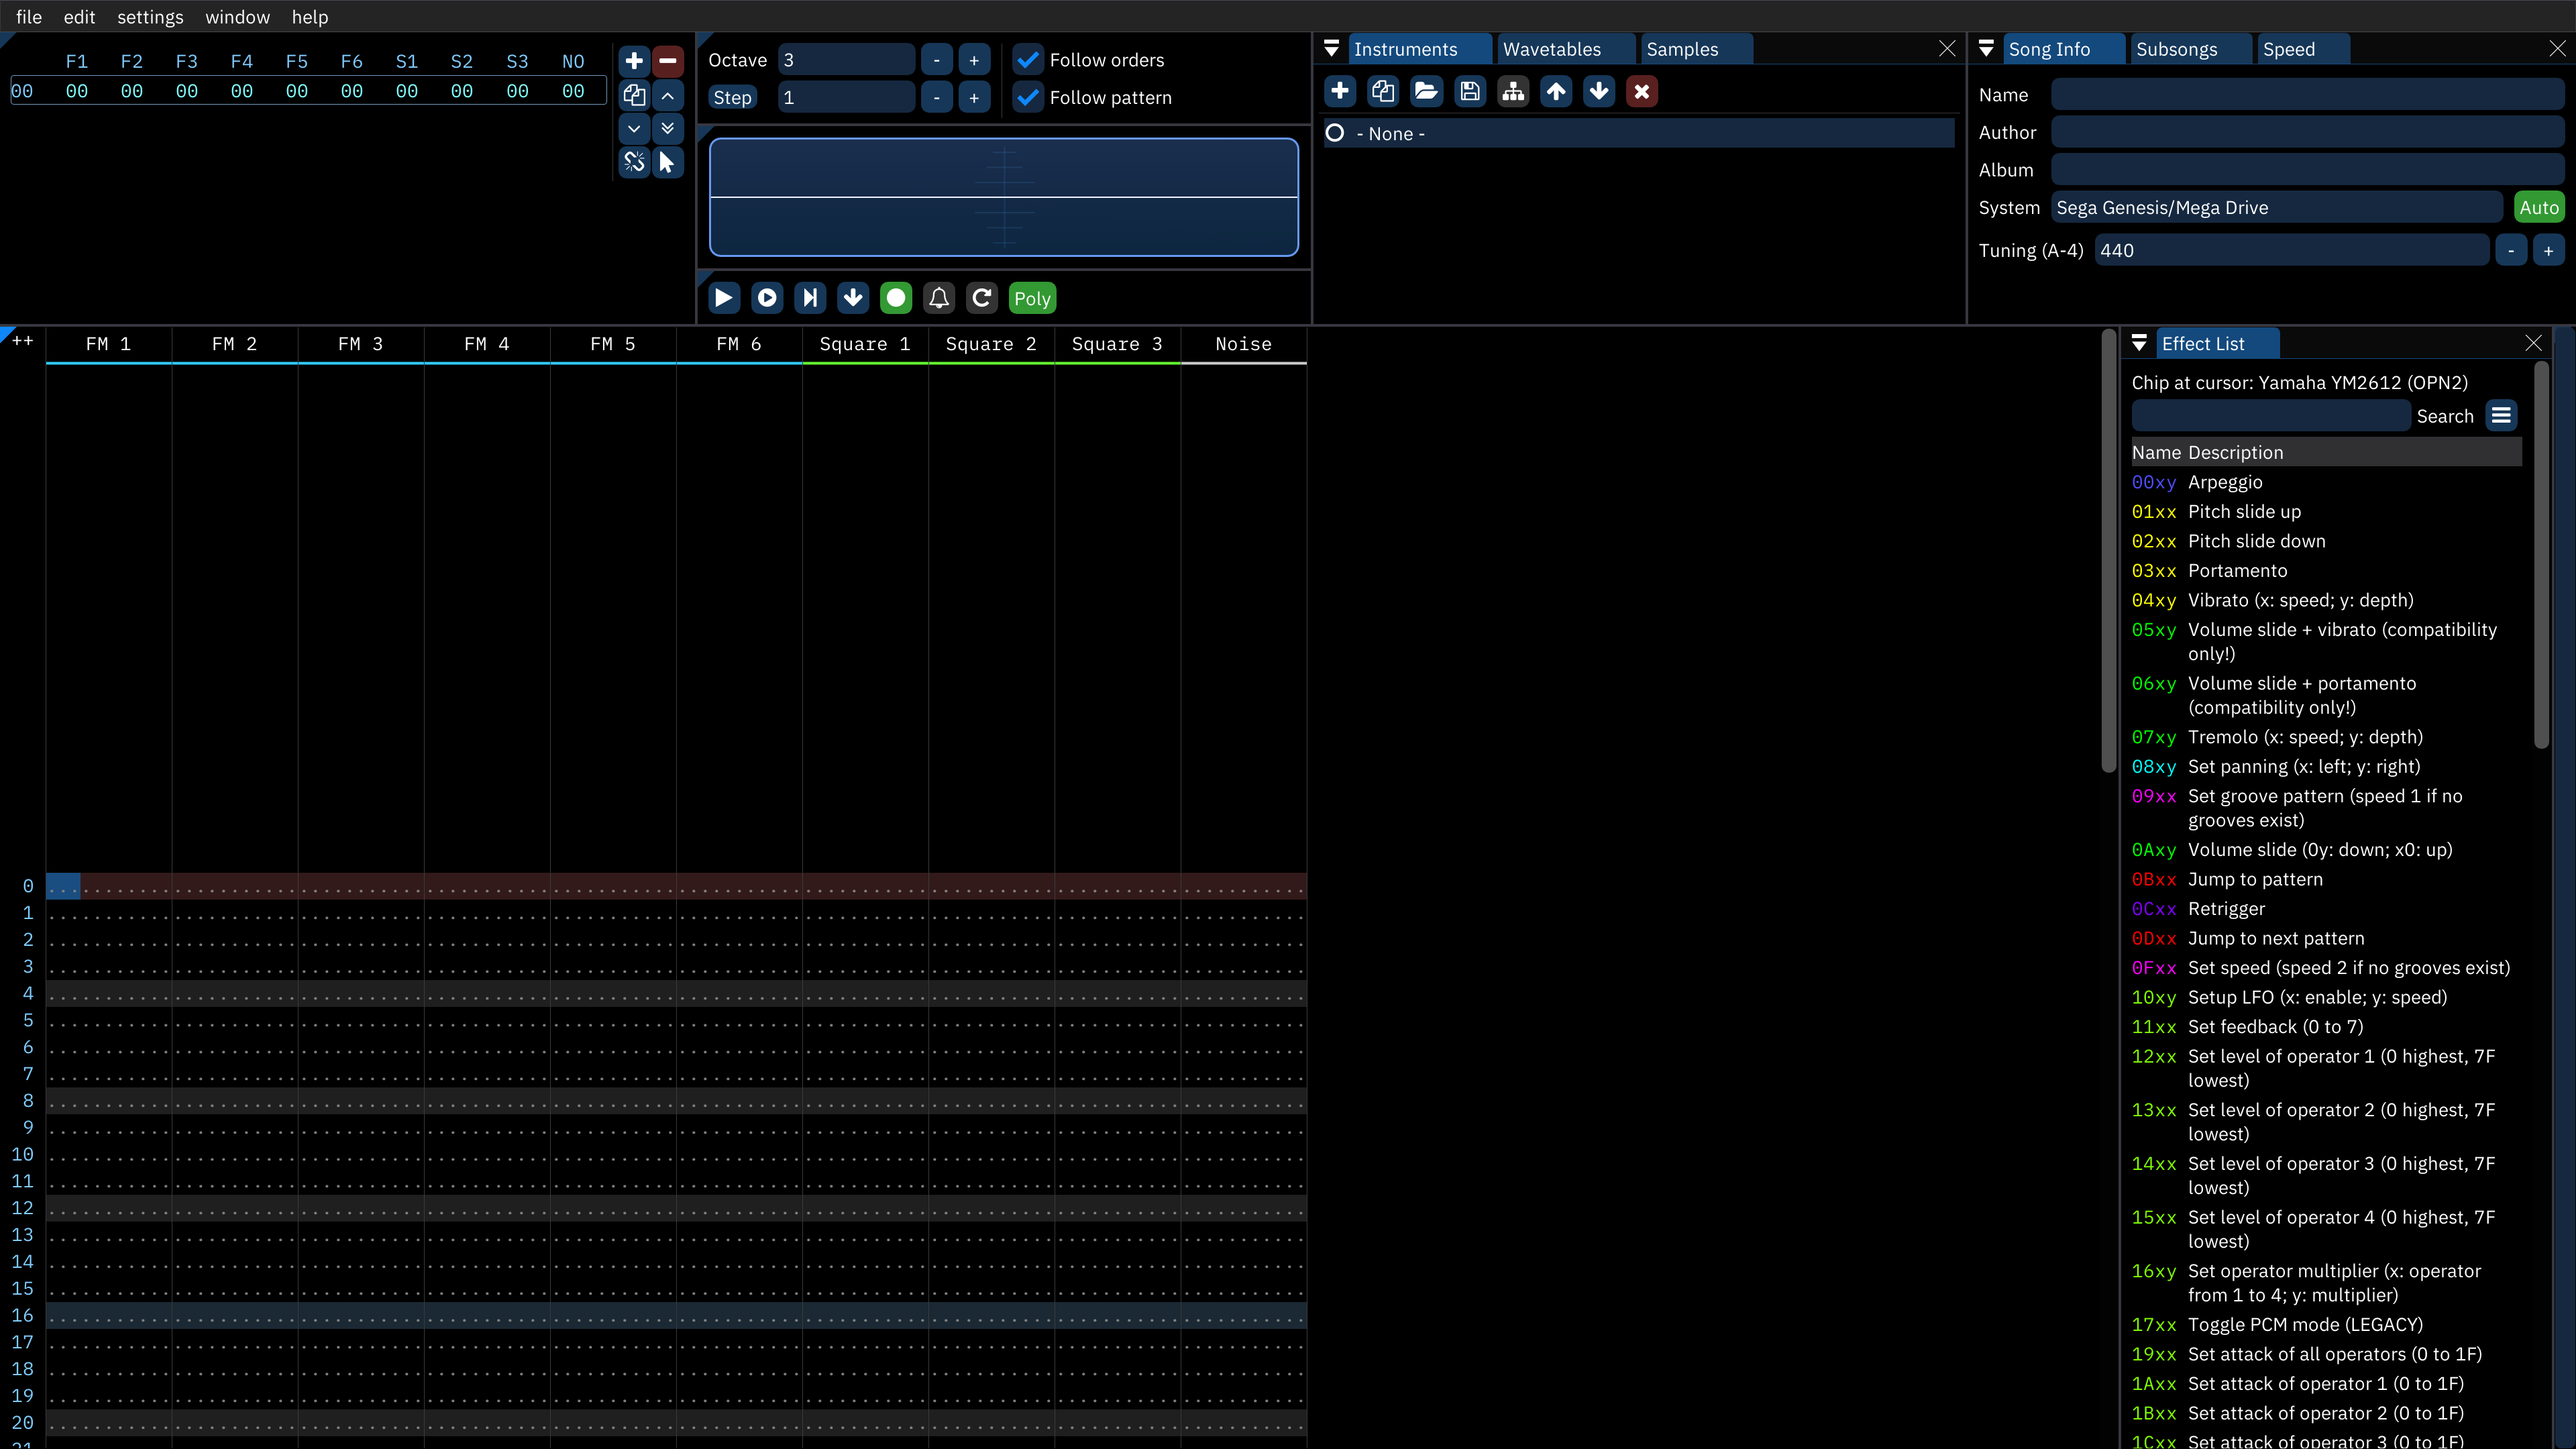 file edit settings window help
F1 F2 F3 F4 F5 F6 S1 S2 S3 NO
00 00 00 00 00 00 00 00 00 00 00
Octave 3 - + Follow orders
Step 1 - + Follow pattern
Poly
Instruments Wavetables Samples
- None -
Song Info Subsongs Speed
Name
Author
Album
System Sega Genesis/Mega Drive Auto
Tuning (A-4) 440 - +
++ FM 1 FM 2 FM 3 FM 4 FM 5 FM 6 Square 1 Square 2 Square 3 Noise
0
1
2
3
4
5
6
7
8
9
10
11
12
13
14
15
16
17
18
19
20
21
Effect List
Chip at cursor: Yamaha YM2612 (OPN2)
Search
Name Description
00xy Arpeggio
01xx Pitch slide up
02xx Pitch slide down
03xx Portamento
04xy Vibrato (x: speed; y: depth)
05xy Volume slide + vibrato (compatibility
only!)
06xy Volume slide + portamento
(compatibility only!)
07xy Tremolo (x: speed; y: depth)
08xy Set panning (x: left; y: right)
09xx Set groove pattern (speed 1 if no
grooves exist)
0Axy Volume slide (0y: down; x0: up)
0Bxx Jump to pattern
0Cxx Retrigger
0Dxx Jump to next pattern
0Fxx Set speed (speed 2 if no grooves exist)
10xy Setup LFO (x: enable; y: speed)
11xx Set feedback (0 to 7)
12xx Set level of operator 1 (0 highest, 7F
lowest)
13xx Set level of operator 2 (0 highest, 7F
lowest)
14xx Set level of operator 3 (0 highest, 7F
lowest)
15xx Set level of operator 4 (0 highest, 7F
lowest)
16xy Set operator multiplier (x: operator
from 1 to 4; y: multiplier)
17xx Toggle PCM mode (LEGACY)
19xx Set attack of all operators (0 to 1F)
1Axx Set attack of operator 1 (0 to 1F)
1Bxx Set attack of operator 2 (0 to 1F)
1Cxx Set attack of operator 3 (0 to 1F)